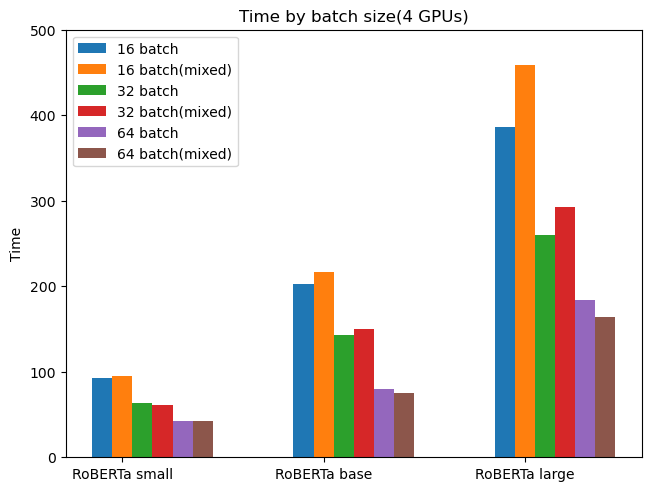 Time by batch size(4 GPUs)
500
400
300
200
100
0
Time
16 batch
16 batch(mixed)
32 batch
32 batch(mixed)
64 batch
64 batch(mixed)
RoBERTa small
RoBERTa base
RoBERTa large